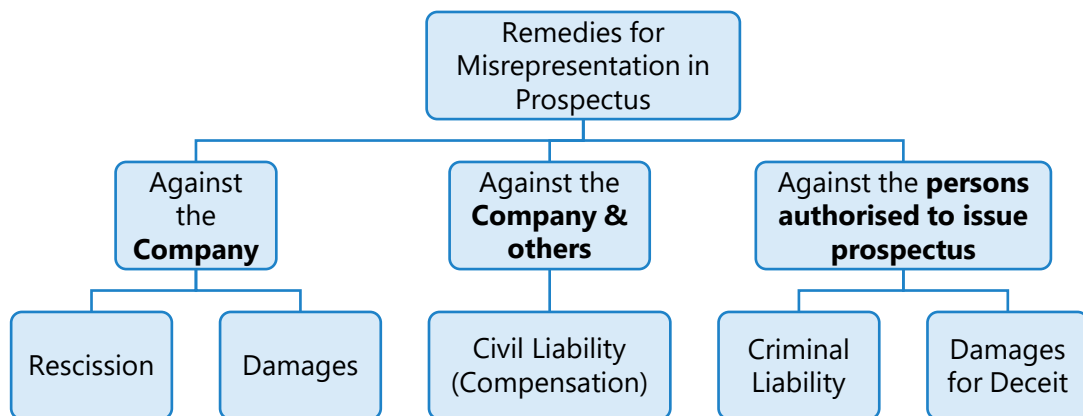 Remedies for
Misrepresentation in
Prospectus
Against
the
Company
Against the
Company &
others
Against the persons
authorised to issue
prospectus
Rescission
Damages
Civil Liability
(Compensation)
Criminal
Liability
Damages
for Deceit